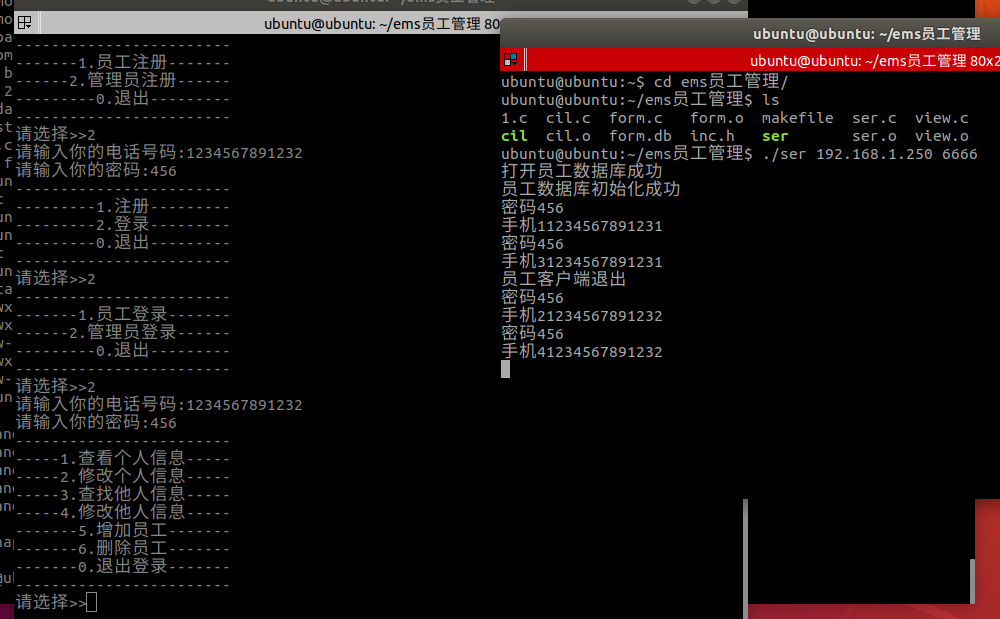 ubuntu@ubuntu: ~/ems员工管理 80
------------------------
-------1.员工注册-------
------2.管理员注册------
---------0.退出---------
------------------------
请选择>>2
请输入你的电话号码:1234567891232
请输入你的密码:456
------------------------
---------1.注册---------
---------2.登录---------
---------0.退出---------
------------------------
请选择>>2
------------------------
-------1.员工登录-------
------2.管理员登录------
---------0.退出---------
------------------------
请选择>>2
请输入你的电话号码:1234567891232
请输入你的密码:456
------------------------
-----1.查看个人信息-----
-----2.修改个人信息-----
-----3.查找他人信息-----
-----4.修改他人信息-----
-------5.增加员工-------
-------6.删除员工-------
-------0.退出登录-------
------------------------
请选择>>
ubuntu@ubuntu: ~/ems员工管理
ubuntu@ubuntu: ~/ems员工管理 80x2
ubuntu@ubuntu:~$ cd ems员工管理/
ubuntu@ubuntu:~/ems员工管理$ ls
1.c  cil.c  form.c   form.o  makefile  ser.c  view.c
cil  cil.o  form.db  inc.h   ser       ser.o  view.o
ubuntu@ubuntu:~/ems员工管理$ ./ser 192.168.1.250 6666
打开员工数据库成功
员工数据库初始化成功
密码456
手机11234567891231
密码456
手机31234567891231
员工客户端退出
密码456
手机21234567891232
密码456
手机41234567891232